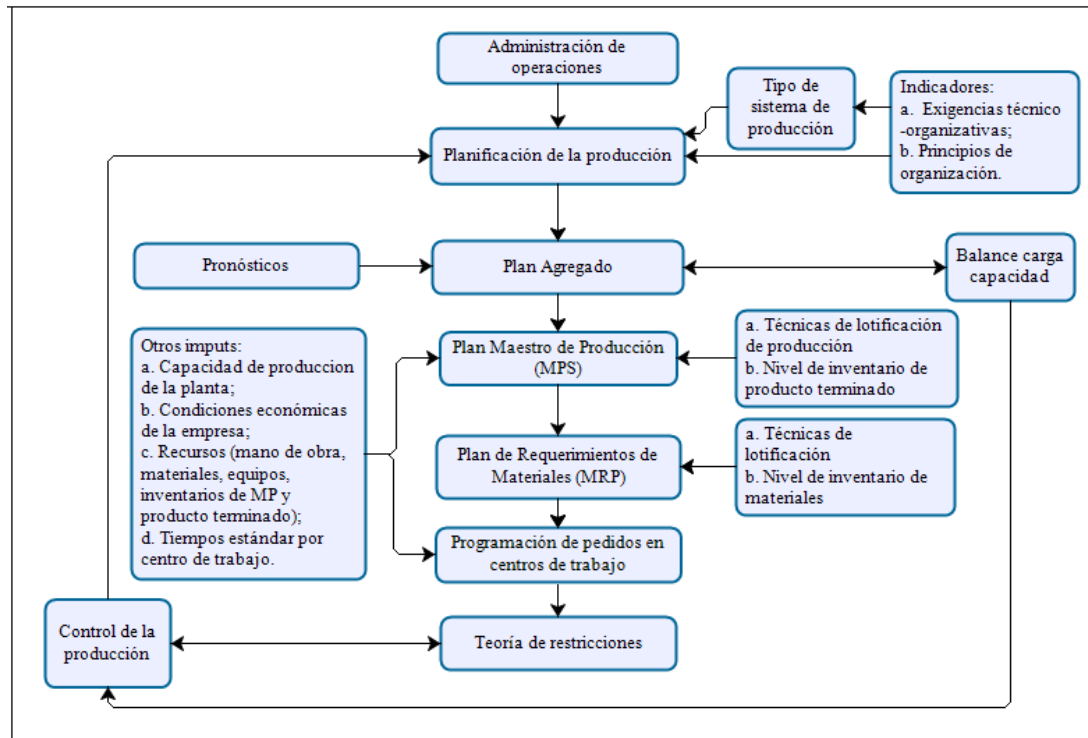 Administración de
operaciones
Tipo de
sistema de
producción
Indicadores:
a. Exigencias técnico
-organizativas;
b. Principios de
organización.
Planificación de la producción
Pronósticos
Plan Agregado
Balance carga
capacidad
Otros imputs:
a. Capacidad de produccion
de la planta;
b. Condiciones económicas
de la empresa;
c. Recursos (mano de obra,
materiales, equipos,
inventarios de MP y
producto terminado);
d. Tiempos estándar por
centro de trabajo.
Plan Maestro de Producción
(MPS)
a. Técnicas de lotificación
de producción
b. Nivel de inventario de
producto terminado
Plan de Requerimientos de
Materiales (MRP)
a. Técnicas de
lotificación
b. Nivel de inventario de
materiales
Programación de pedidos en
centros de trabajo
Control de la
producción
Teoría de restricciones